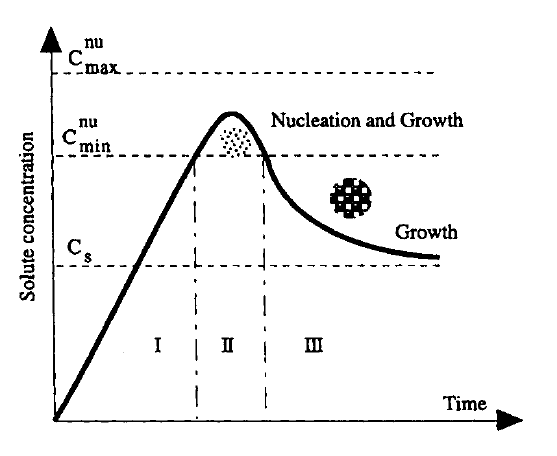 C nu max
C nu min
Nucleation and Growth
Solute concentration
Growth
C s
I II III
Time